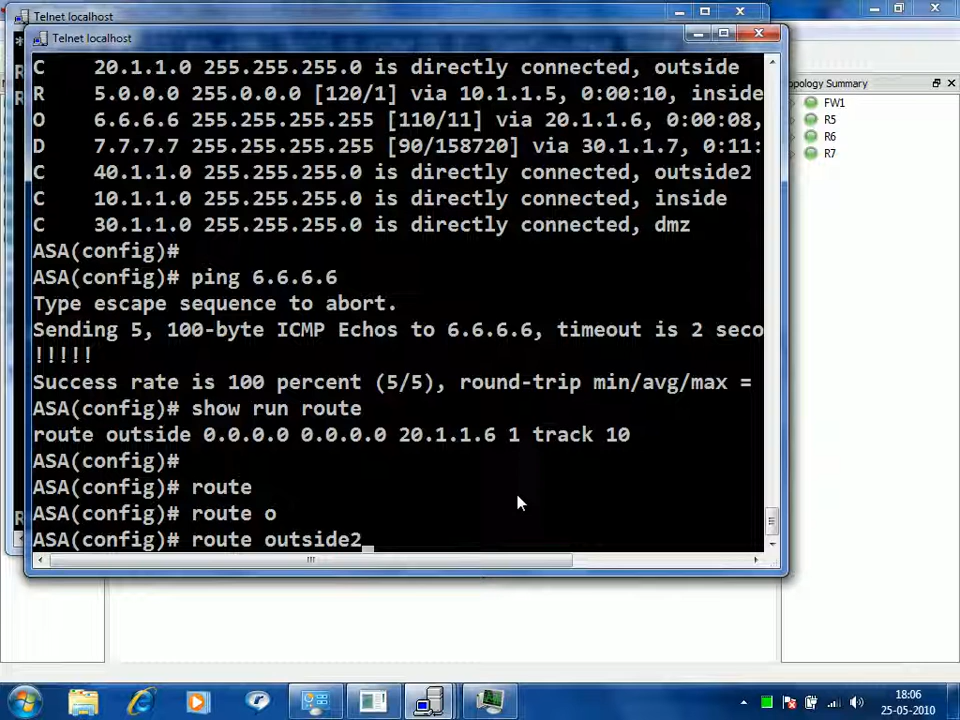 Telnet localhost
Telnet localhost
C    20.1.1.0 255.255.255.0 is directly connected, outside
R    5.0.0.0 255.0.0.0 [120/1] via 10.1.1.5, 0:00:10, inside
O    6.6.6.6 255.255.255.255 [110/11] via 20.1.1.6, 0:00:08,
D    7.7.7.7 255.255.255.255 [90/158720] via 30.1.1.7, 0:11:
C    40.1.1.0 255.255.255.0 is directly connected, outside2
C    10.1.1.0 255.255.255.0 is directly connected, inside
C    30.1.1.0 255.255.255.0 is directly connected, dmz
ASA(config)#
ASA(config)# ping 6.6.6.6
Type escape sequence to abort.
Sending 5, 100-byte ICMP Echos to 6.6.6.6, timeout is 2 seco
!!!!!
Success rate is 100 percent (5/5), round-trip min/avg/max =
ASA(config)# show run route
route outside 0.0.0.0 0.0.0.0 20.1.1.6 1 track 10
ASA(config)#
ASA(config)# route
ASA(config)# route o
ASA(config)# route outside2
opology Summary
FW1
R5
R6
R7
18:06
25-05-2010